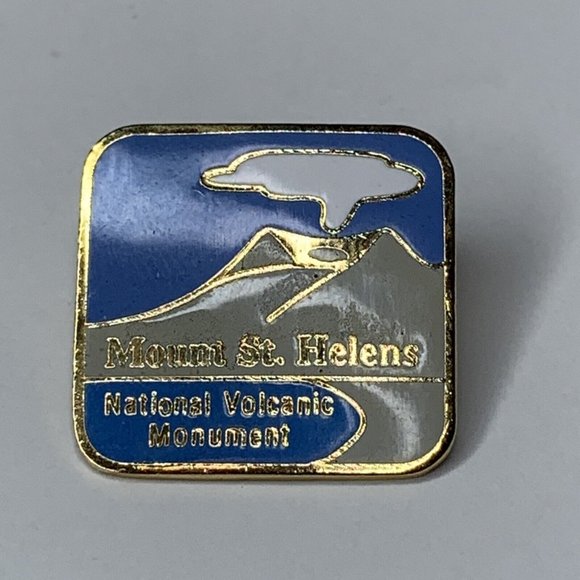 Mount St. Helens
National Volcanic
Monument